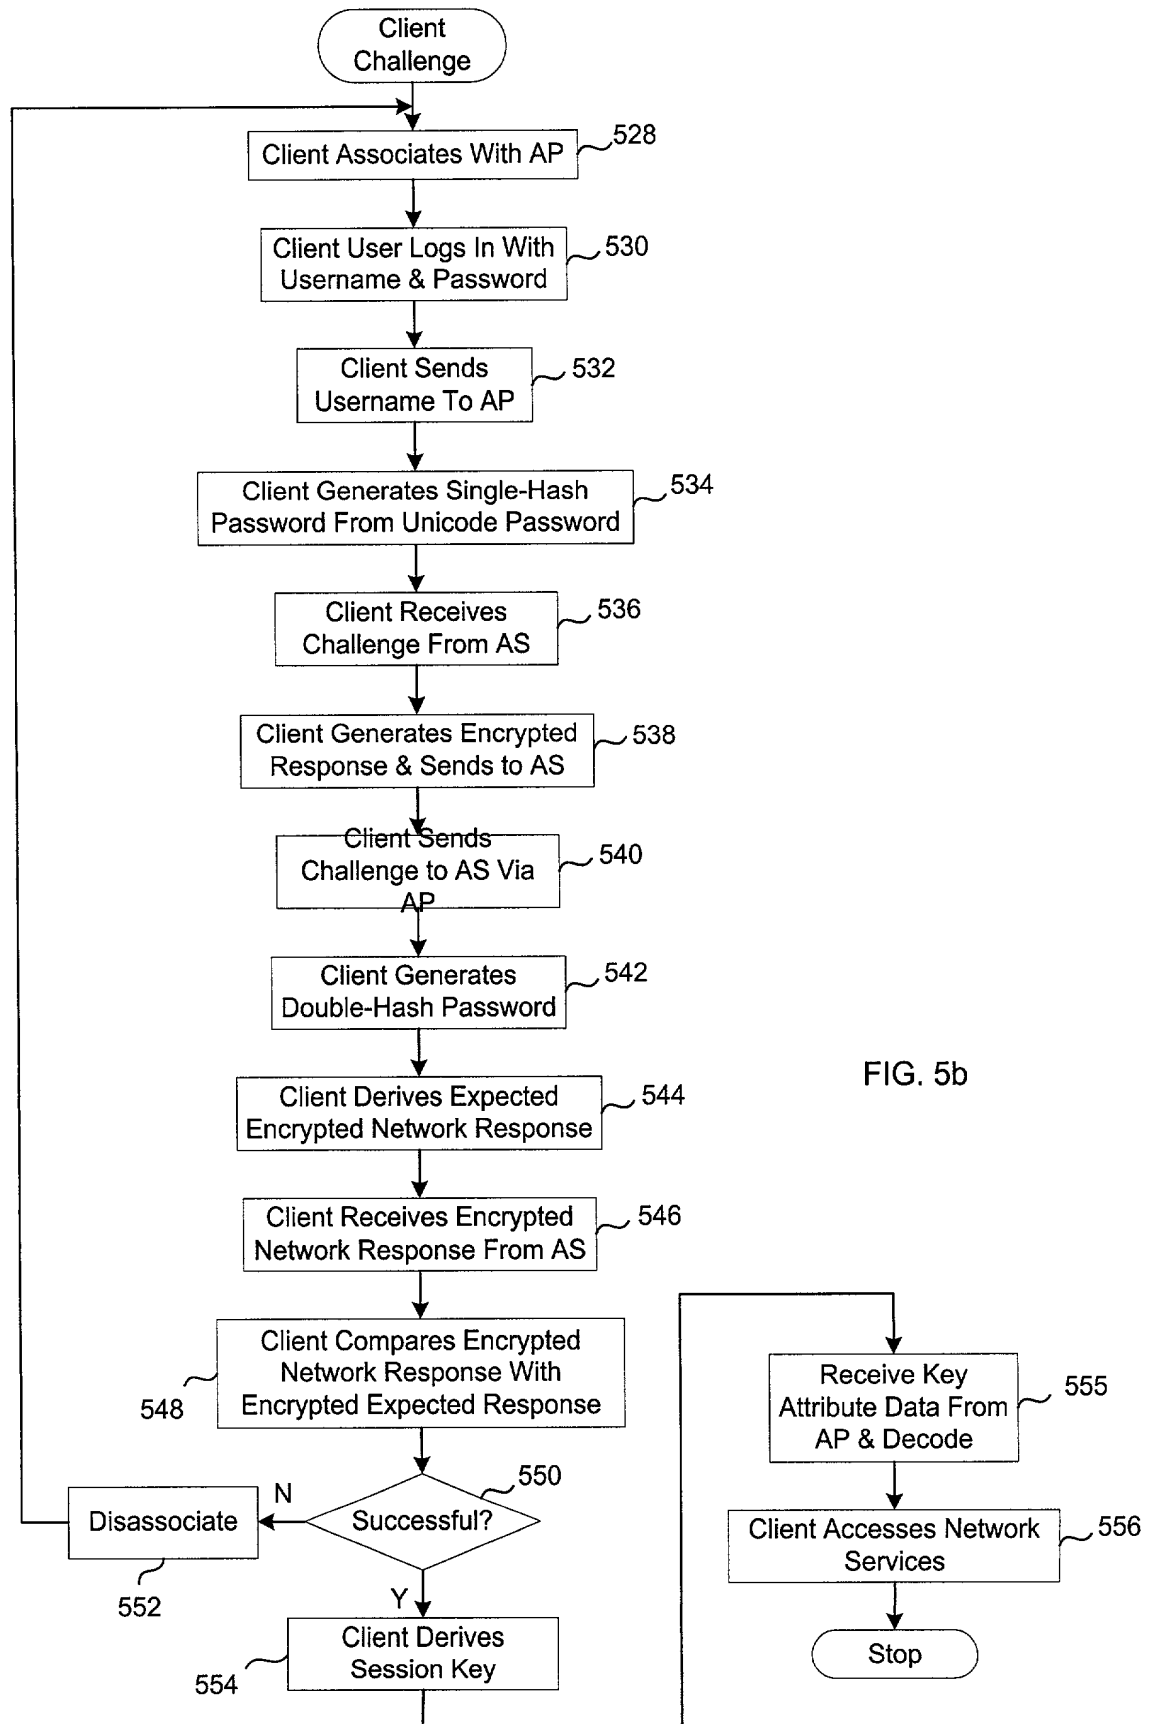 Client
Challenge
Client Associates With AP
528
Client User Logs In With
Username & Password
530
Client Sends
Username To AP
532
Client Generates Single-Hash
Password From Unicode Password
534
Client Receives
Challenge From AS
536
Client Generates Encrypted
Response & Sends to AS
538
Client Sends
Challenge to AS Via
AP
540
Client Generates
Double-Hash Password
542
Client Derives Expected
Encrypted Network Response
544
Client Receives Encrypted
Network Response From AS
546
Client Compares Encrypted
Network Response With
Encrypted Expected Response
548
Successful?
550
N
Disassociate
552
Y
Client Derives
Session Key
554
FIG. 5b
Receive Key
Attribute Data From
AP & Decode
555
Client Accesses Network
Services
556
Stop